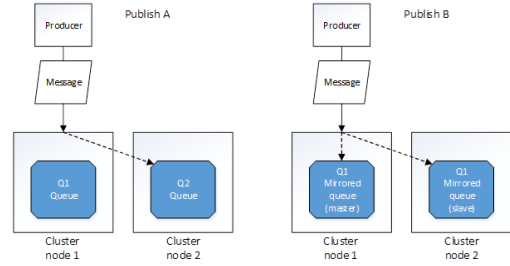 Publish A
Producer
Message
Q1
Queue
Q2
Queue
Cluster
node 1
Cluster
node 2
Publish B
Producer
Message
Q1
Mirrored
queue
(master)
Q1
Mirrored
queue
(slave)
Cluster
node 1
Cluster
node 2